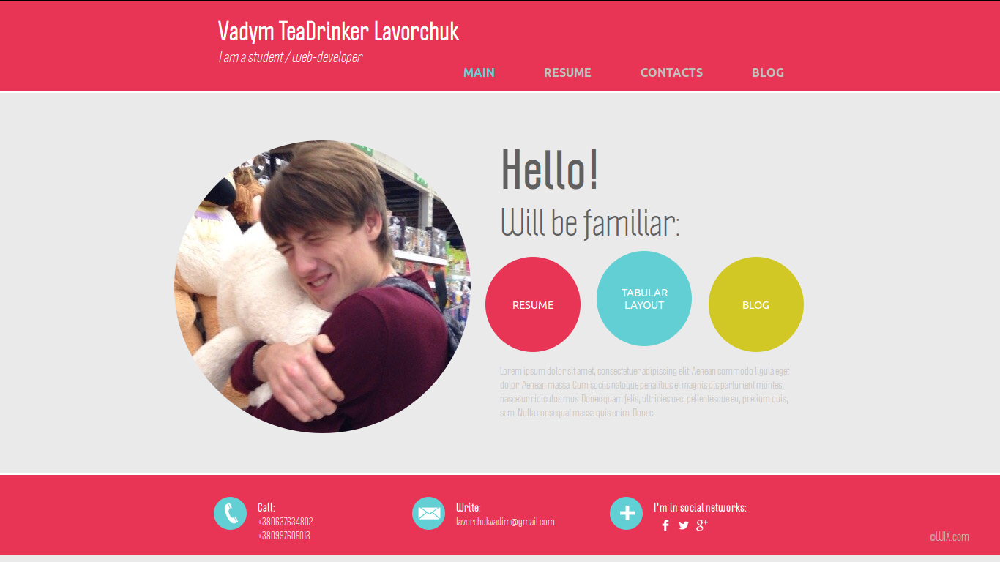 Vadym TeaDrinker Lavorchuk
I am a student / web-developer
MAIN RESUME CONTACTS BLOG
Hello!
Will be familiar:
RESUME
TABULAR
LAYOUT
BLOG
Lorem ipsum dolor sit amet, consectetuer adipiscing elit. Aenean commodo ligula eget
dolor. Aenean massa. Cum sociis natoque penatibus et magnis dis parturient montes,
nascetur ridiculus mus. Donec quam felis, ultricies nec, pellentesque eu, pretium quis,
sem. Nulla consequat massa quis enim. Donec.
Call:
+380637634802
+380997605013
Write:
lavorchukvadim@gmail.com
I'm in social networks:
©WIX.com